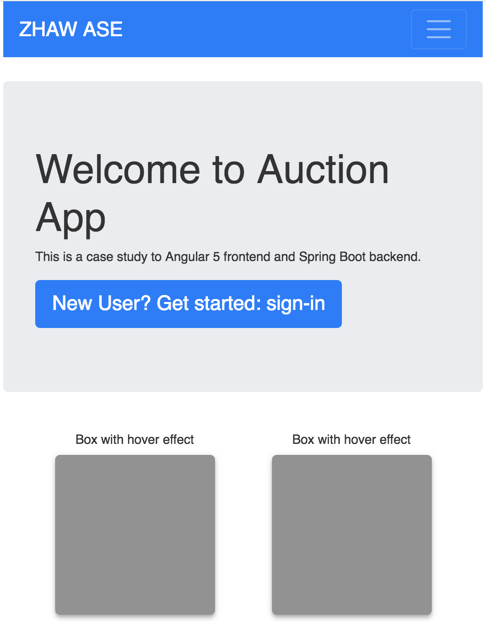 ZHAW ASE
Welcome to Auction
App
This is a case study to Angular 5 frontend and Spring Boot backend.
New User? Get started: sign-in
Box with hover effect
Box with hover effect